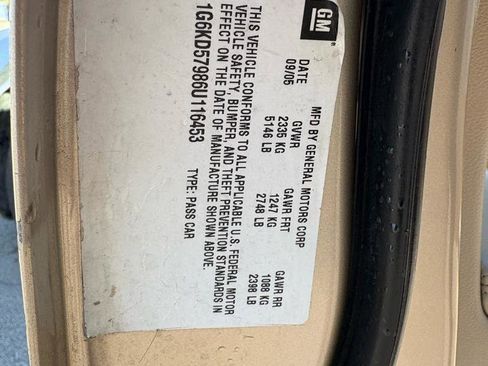 GM
MFD BY GENERAL MOTORS CORP
DATE GVWR GAWR FRT GAWR RR
09/05 2335 KG 1247 KG 1088 KG
5146 LB 2748 LB 2398 LB
THIS VEHICLE CONFORMS TO ALL APPLICABLE U.S. FEDERAL MOTOR
VEHICLE SAFETY, BUMPER, AND THEFT PREVENTION STANDARDS IN
EFFECT ON THE DATE OF MANUFACTURE SHOWN ABOVE.
1G6KD57986U116453 TYPE: PASS CAR